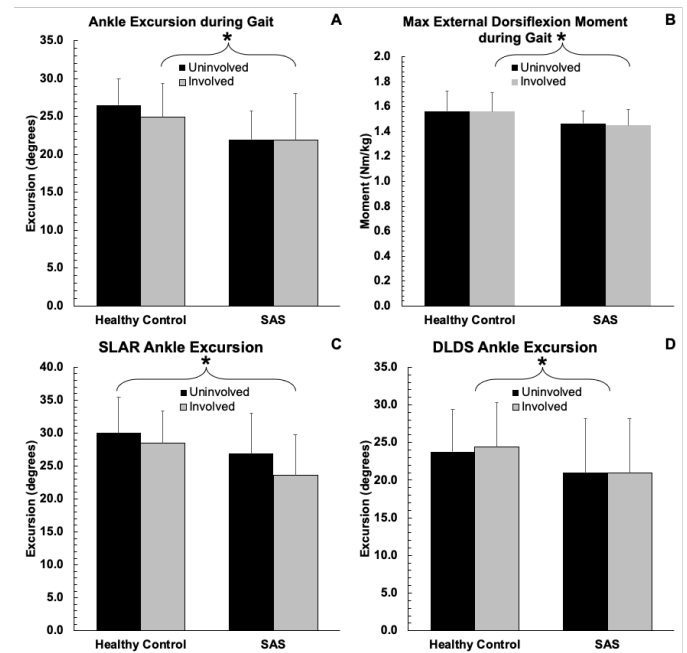 Ankle Excursion during Gait
A
*
Uninvolved
Involved
Excursion (degrees)
35.0
30.0
25.0
20.0
15.0
10.0
5.0
0.0
Healthy Control
SAS
Max External Dorsiflexion Moment
during Gait *
B
Uninvolved
Involved
Moment (Nm/kg)
2.0
1.8
1.6
1.4
1.2
1.0
0.8
0.6
0.4
0.2
0.0
Healthy Control
SAS
SLAR Ankle Excursion
C
*
Uninvolved
Involved
Excursion (degrees)
40.0
35.0
30.0
25.0
20.0
15.0
10.0
5.0
0.0
Healthy Control
SAS
DLDS Ankle Excursion
D
*
Uninvolved
Involved
Excursion (degrees)
35.0
30.0
25.0
20.0
15.0
10.0
5.0
0.0
Healthy Control
SAS